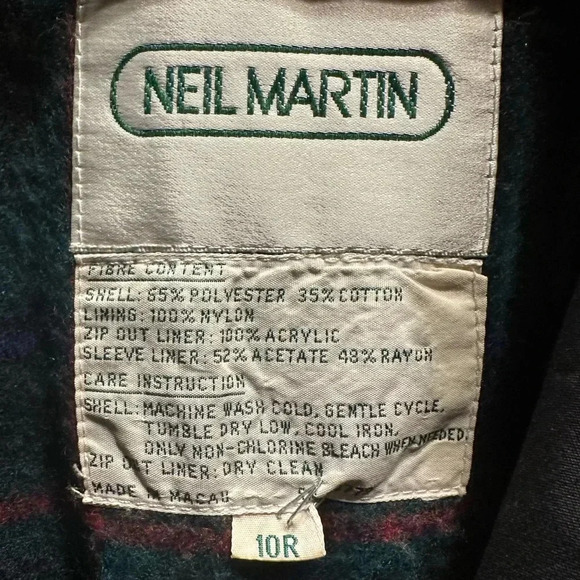 NEIL MARTIN
FIBRE CONTENT
SHELL: 65% POLYESTER 35% COTTON
LINING: 100% NYLON
ZIP OUT LINER: 100% ACRYLIC
SLEEVE LINER: 52% ACETATE 48% RAYON
CARE INSTRUCTION
SHELL: MACHINE WASH COLD, GENTLE CYCLE,
TUMBLE DRY LOW, COOL IRON,
ONLY NON-CHLORINE BLEACH WHEN NEEDED.
ZIP OUT LINER: DRY CLEAN
MADE IN MACAU
10R